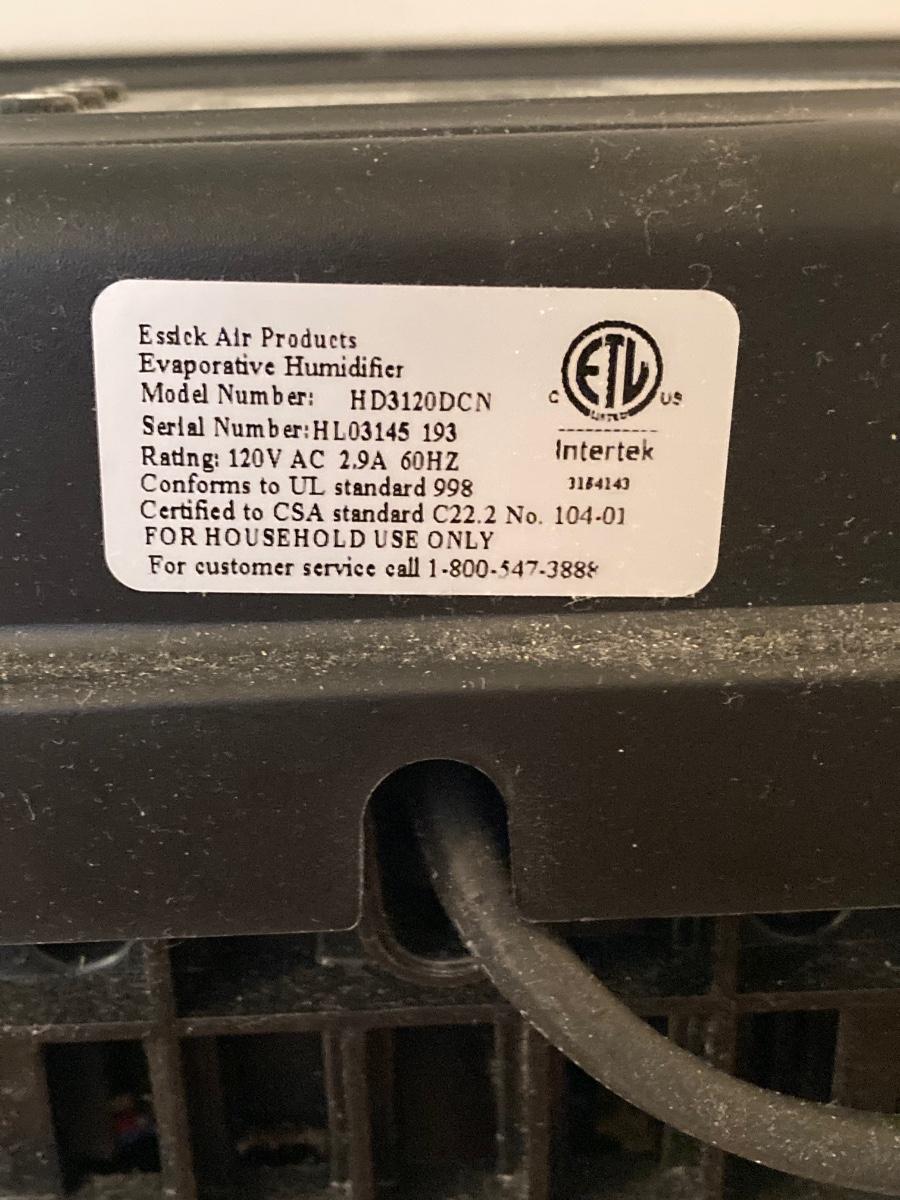 Essick Air Products
Evaporative Humidifier
Model Number: HD3120DCN
Serial Number:HL03145 193
Rating: 120V AC 2.9A 60HZ
Conforms to UL standard 998
Certified to CSA standard C22.2 No. 104-01
FOR HOUSEHOLD USE ONLY
For customer service call 1-800-547-3888
ETL
C US
LISTED
Intertek
3184143